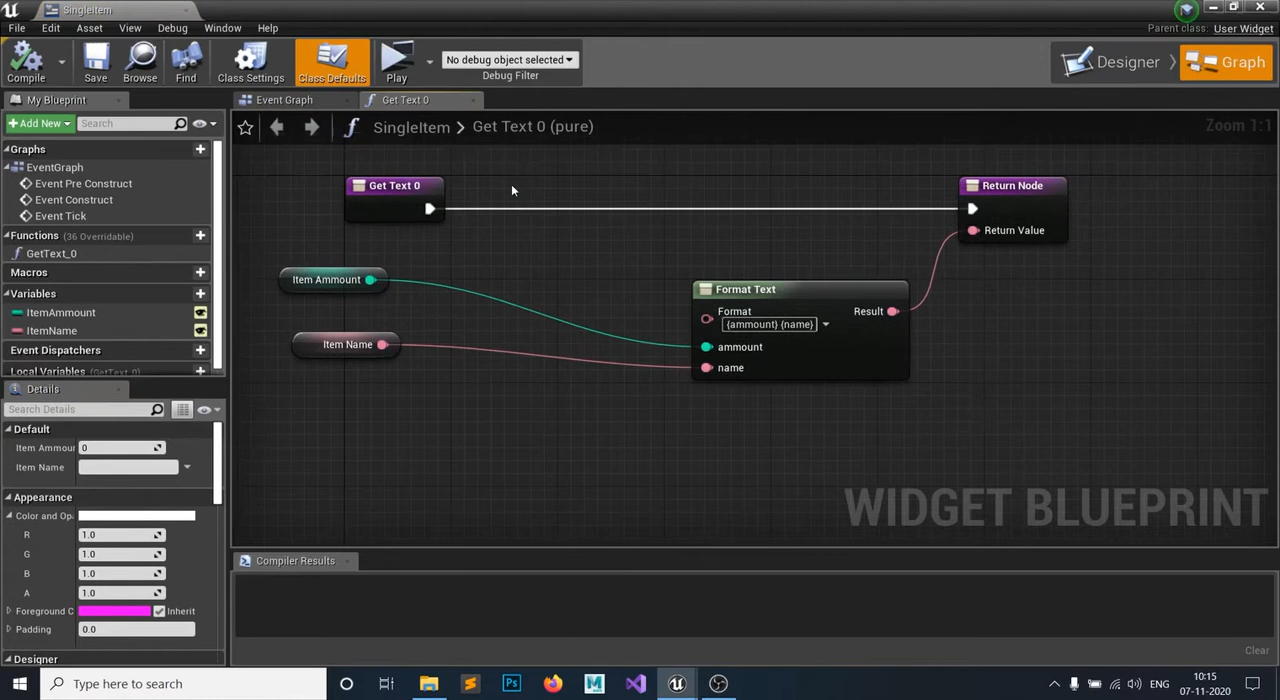 SingleItem
File Edit Asset View Window Help
Parent class: User Widget
Compile Save Browse Find Class Settings Class Defaults Play
No debug object selected
Debug Filter
Designer Graph
My Blueprint
Event Graph Get Text 0
Add New Search
SingleItem > Get Text 0 (pure)
Zoom 1:1
Graphs
EventGraph
Event Pre Construct
Event Construct
Event Tick
Functions (36 Overridable)
GetText_0
Macros
Variables
ItemAmmount
ItemName
Event Dispatchers
Local Variables (GetText_0)
Get Text 0
Return Node
Return Value
Item Ammount
Item Name
Format Text
Format
{ammount} {name}
Result
ammount
name
WIDGET BLUEPRINT
Details
Search Details
Default
Item Ammour 0
Item Name
Appearance
Color and Op
R 1.0
G 1.0
B 1.0
A 1.0
Foreground C Inherit
Padding 0.0
Designer
Compiler Results
Clear
Type here to search
Ps
ENG
10:15
07-11-2020